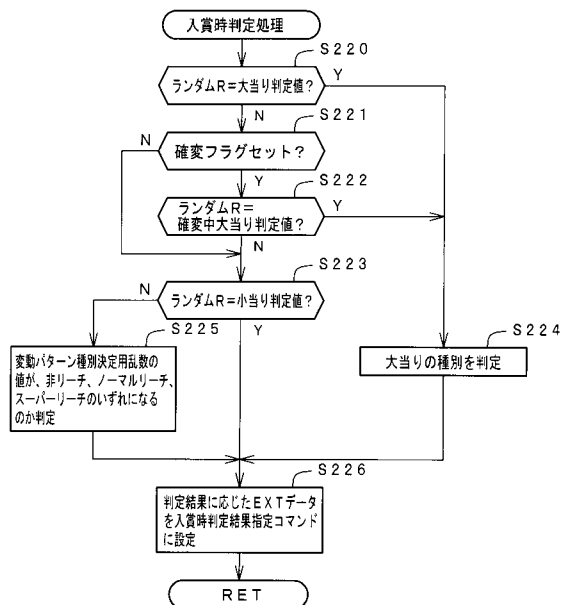 入賞時判定処理
S220
ランダムR=大当り判定値?
Y
N
S221
N
確変フラグセット?
Y
S222
ランダムR=
確変中大当り判定値?
Y
N
S223
N
ランダムR=小当り判定値?
Y
S225
S224
変動パターン種別決定用乱数の
値が、非リーチ、ノーマルリーチ、
スーパーリーチのいずれになる
のか判定
大当りの種別を判定
S226
判定結果に応じたEXTデータ
を入賞時判定結果指定コマンド
に設定
RET